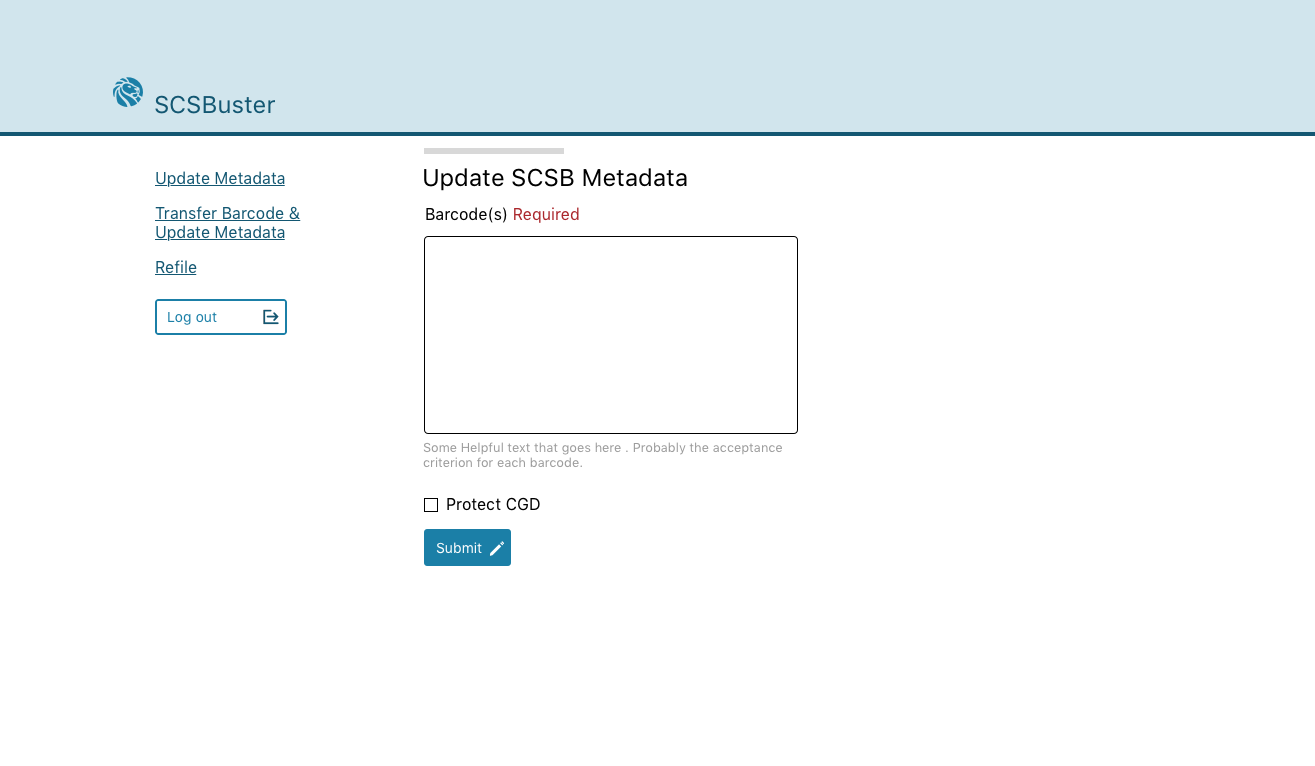 SCSBuster
Update Metadata
Transfer Barcode &
Update Metadata
Refile
Log out
Update SCSB Metadata
Barcode(s) Required
Some Helpful text that goes here . Probably the acceptance
criterion for each barcode.
Protect CGD
Submit